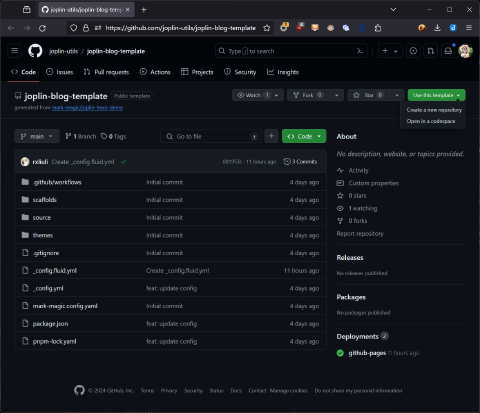 joplin-utils/joplin-blog-temp
https://github.com/joplin-utils/joplin-blog-template
joplin-utils / joplin-blog-template
Type / to search
Code Issues Pull requests Actions Projects Security Insights
joplin-blog-template Public template
generated from mark-magic/joplin-hexo-demo
Watch 1 Fork 0 Star 0 Use this template
Create a new repository
Open in a codespace
main 1 Branch 0 Tags Go to file t Code
rxliuli Create _config.fluid.yml 11 hours ago 3 Commits
.github/workflows Initial commit 4 days ago
scaffolds Initial commit 4 days ago
source Initial commit 4 days ago
themes Initial commit 4 days ago
.gitignore Initial commit 4 days ago
_config.fluid.yml Create _config.fluid.yml 11 hours ago
_config.yml feat: update config 4 days ago
mark-magic.config.yaml Initial commit 4 days ago
package.json feat: update config 4 days ago
pnpm-lock.yaml feat: update config 4 days ago
About
No description, website, or topics provided.
Activity
Custom properties
0 stars
1 watching
0 forks
Report repository
Releases
No releases published
Packages
No packages published
Deployments 2
github-pages 11 hours ago
© 2024 GitHub, Inc. Terms Privacy Security Status Docs Contact Manage cookies Do not share my personal information